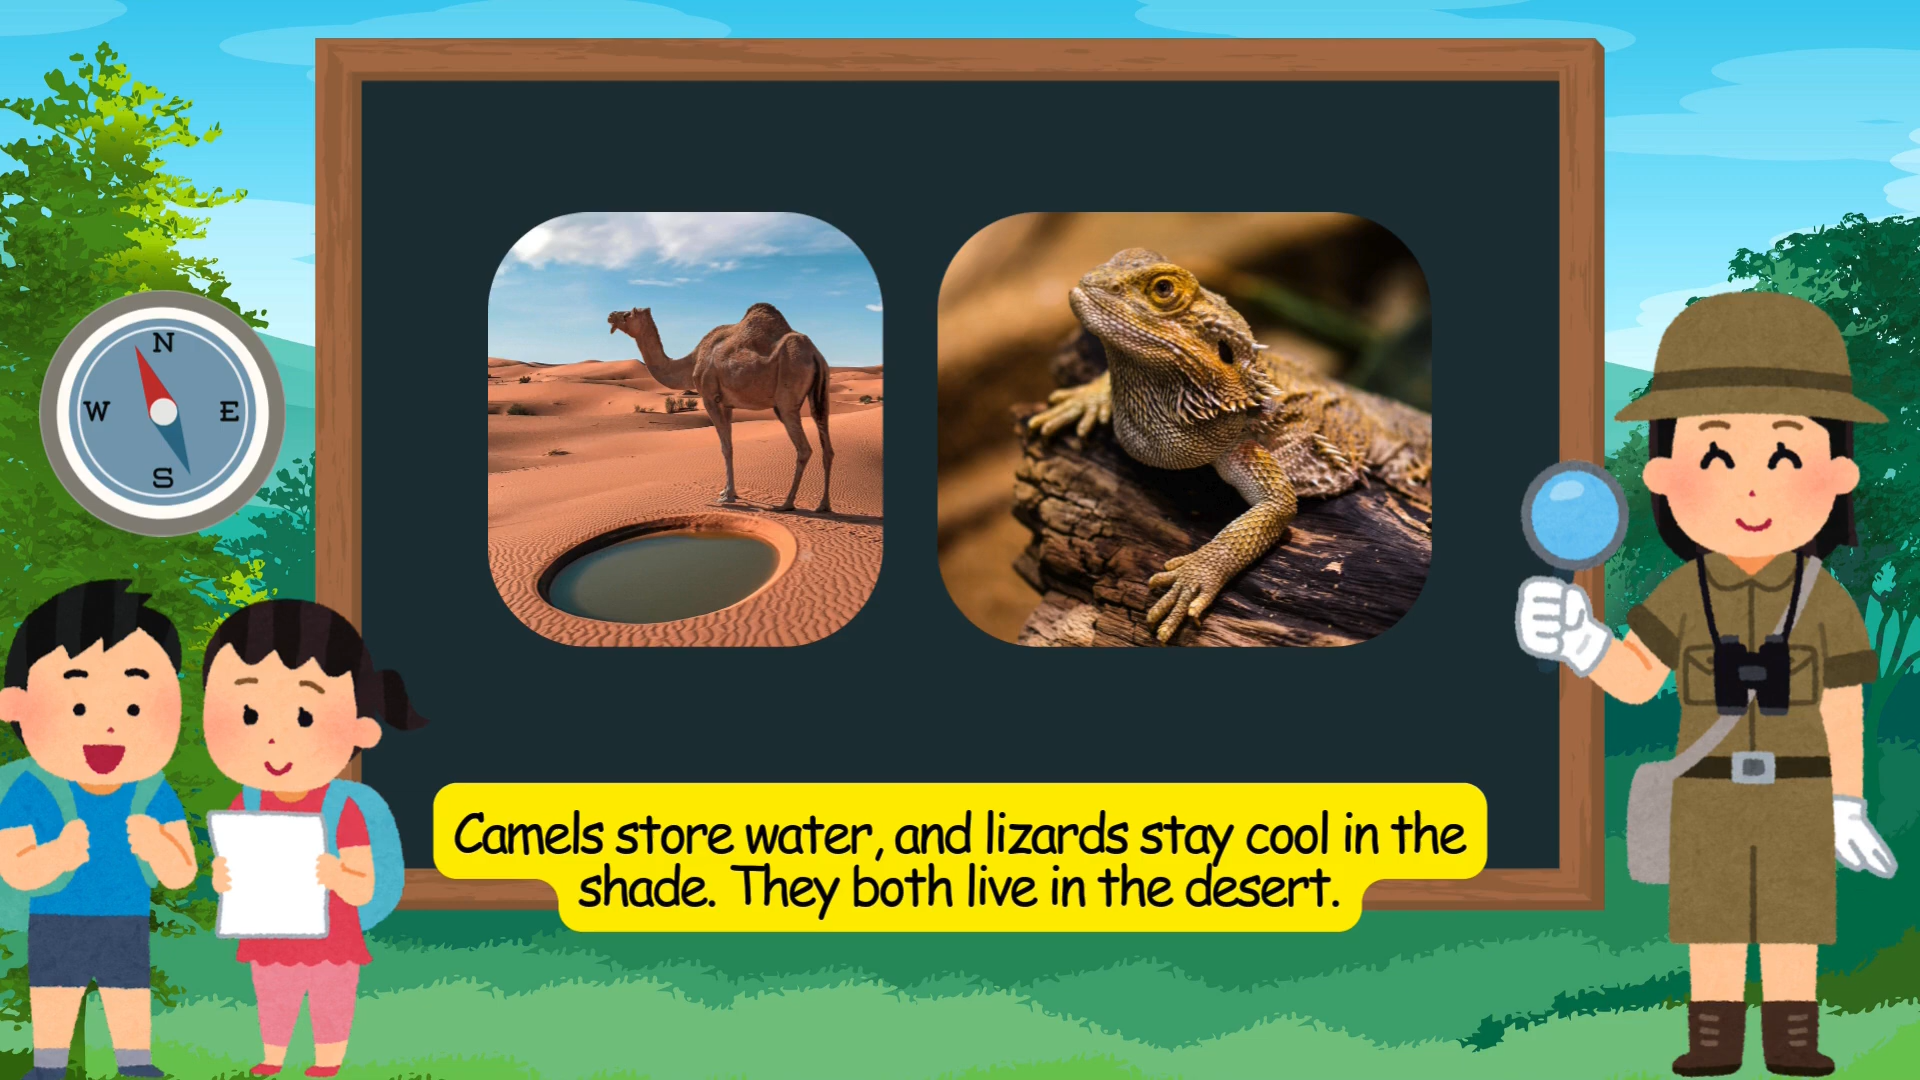 N
W E
S
Camels store water, and lizards stay cool in the
shade. They both live in the desert.